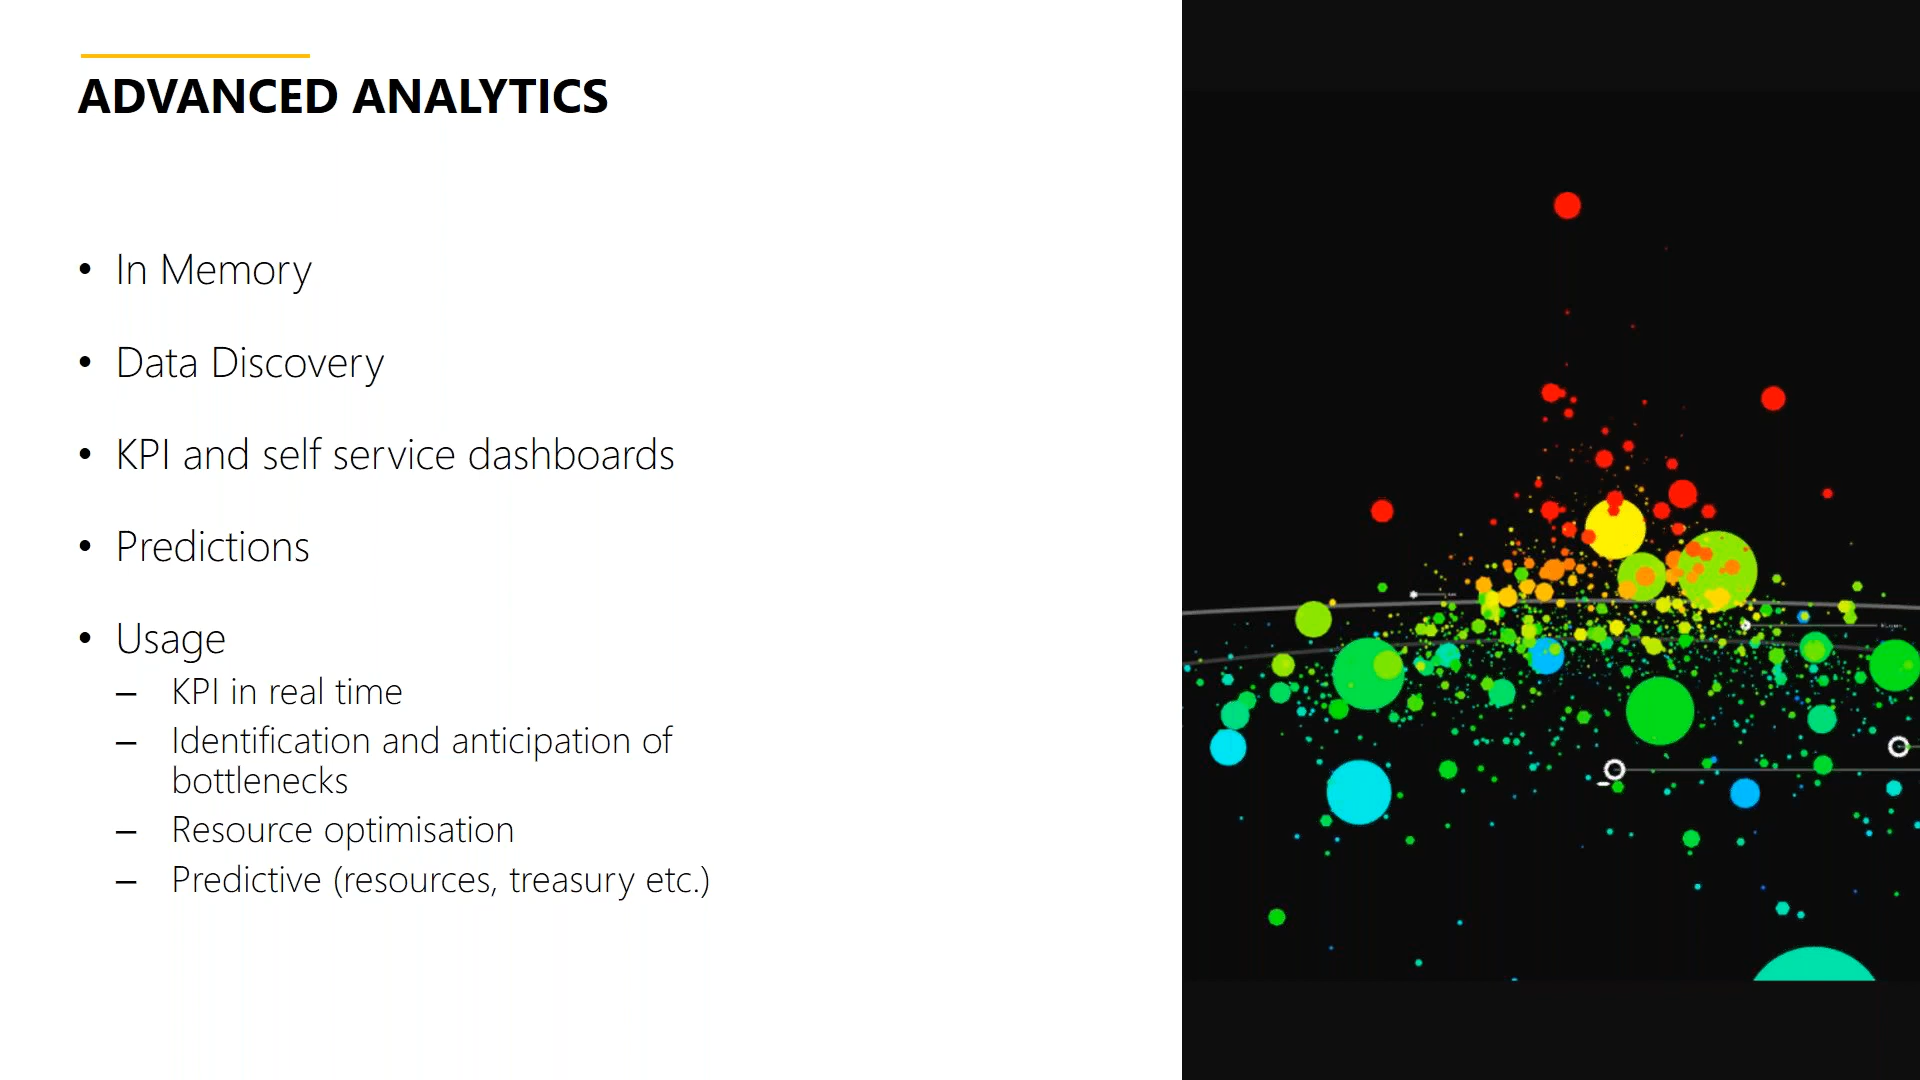 ADVANCED ANALYTICS
• In Memory
• Data Discovery
• KPI and self service dashboards
• Predictions
• Usage
– KPI in real time
– Identification and anticipation of
bottlenecks
– Resource optimisation
– Predictive (resources, treasury etc.)